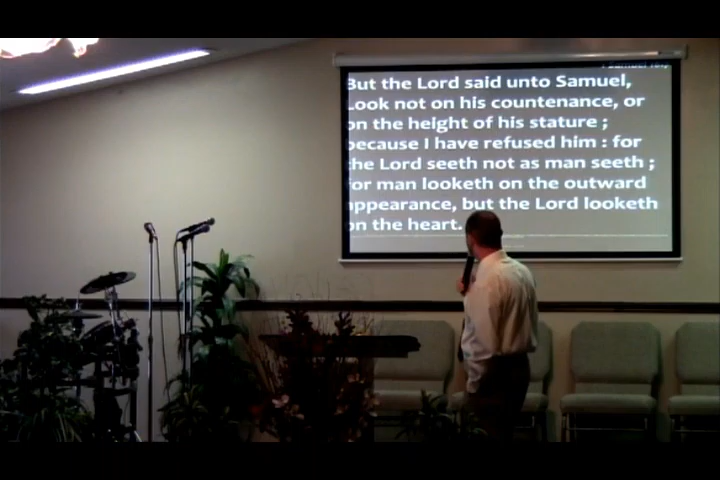 But the Lord said unto Samuel,
Look not on his countenance, or
on the height of his stature ;
because I have refused him : for
the Lord seeth not as man seeth ;
for man looketh on the outward
appearance, but the Lord looketh
on the heart.